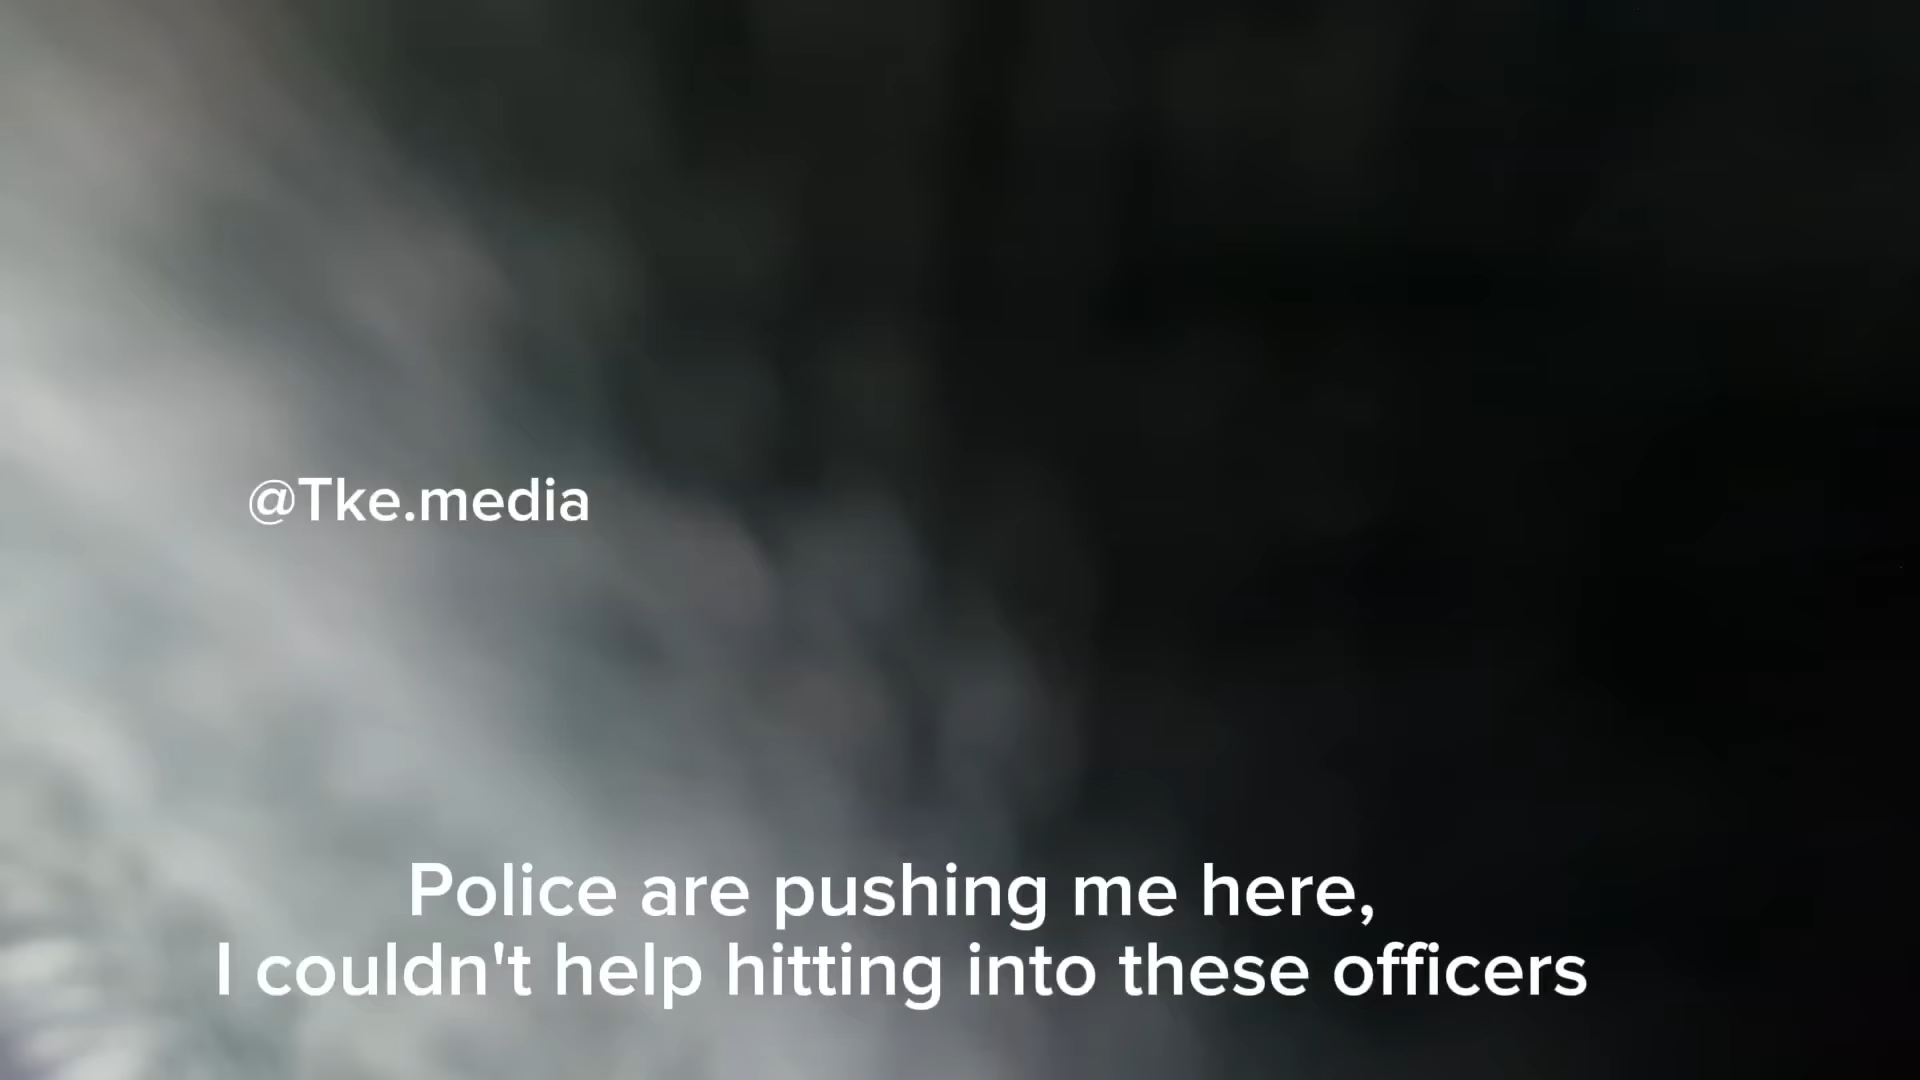 @Tke.media
Police are pushing me here,
I couldn't help hitting into these officers